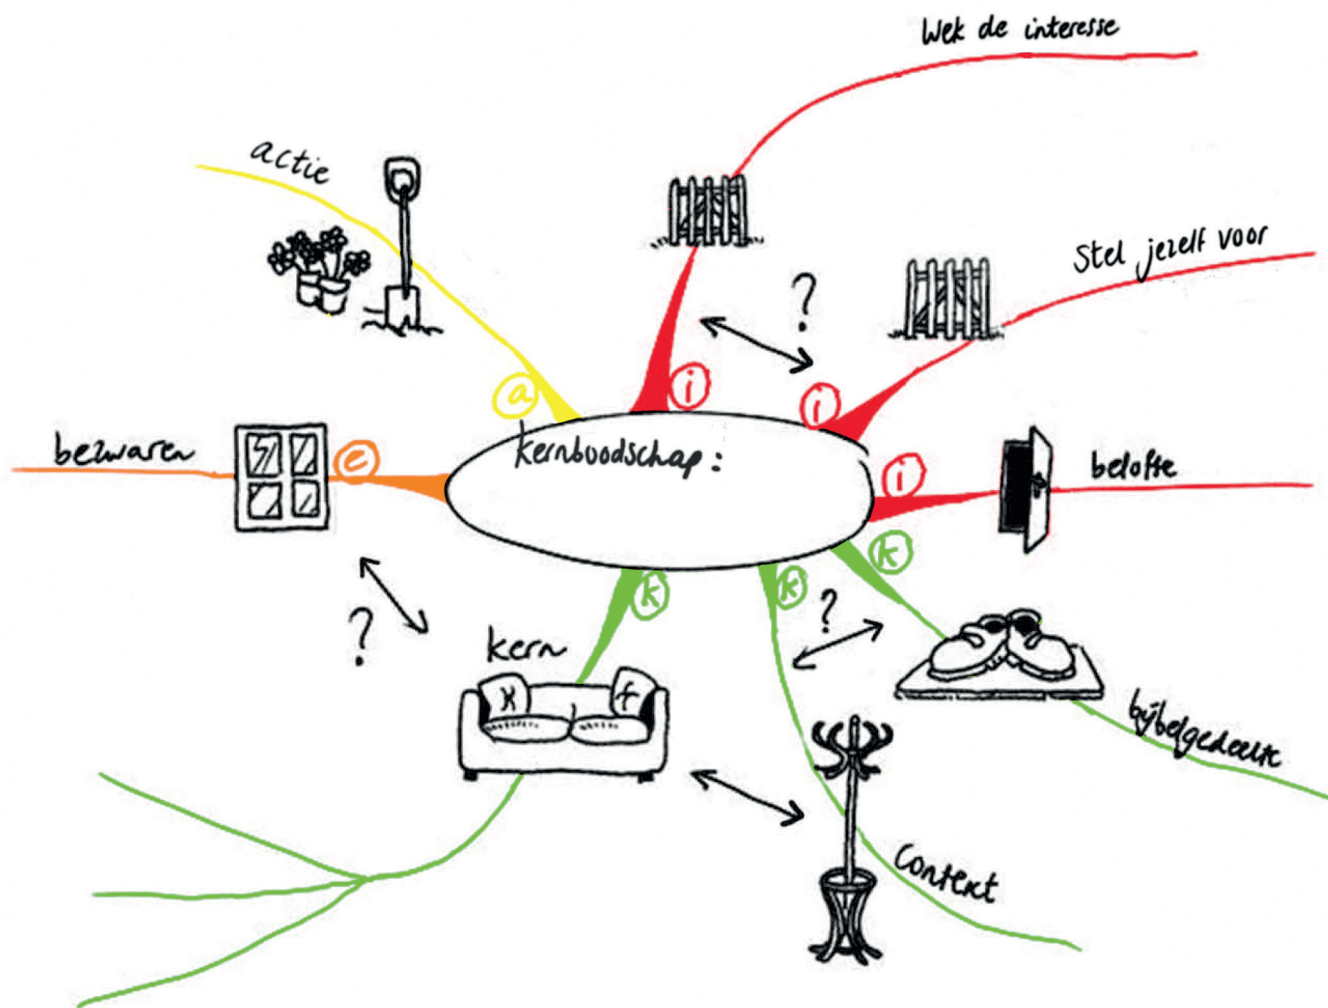 Wek de interesse
actie
Stel jezelf voor
?
i
i
a
kernboodschap:
bezwaren
e
i
belofte
k
k
k
?
?
kern
K
f
bijbelgedeelte
Context